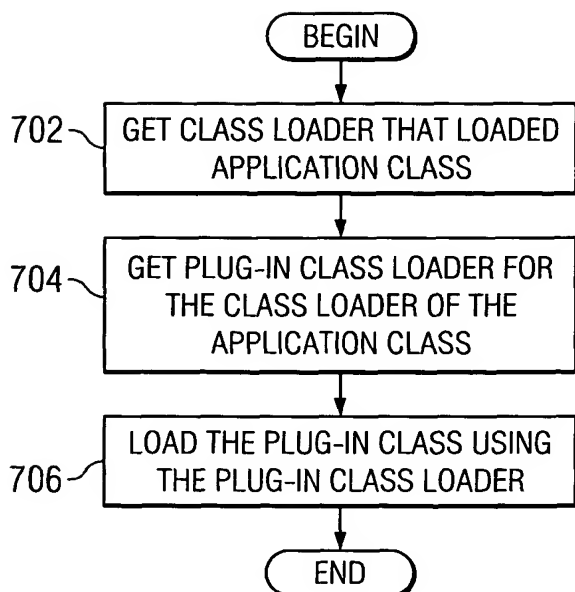 BEGIN
702
GET CLASS LOADER THAT LOADED
APPLICATION CLASS
704
GET PLUG-IN CLASS LOADER FOR
THE CLASS LOADER OF THE
APPLICATION CLASS
706
LOAD THE PLUG-IN CLASS USING
THE PLUG-IN CLASS LOADER
END